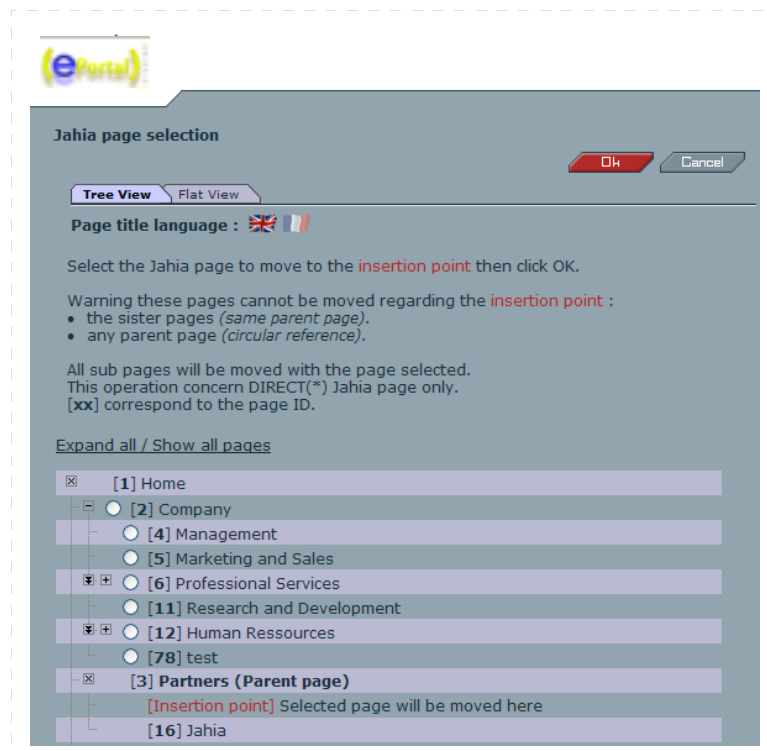 (ePortal)
Jahia page selection
Ok Cancel
Tree View Flat View
Page title language :
Select the Jahia page to move to the insertion point then click OK.
Warning these pages cannot be moved regarding the insertion point :
• the sister pages (same parent page).
• any parent page (circular reference).
All sub pages will be moved with the page selected.
This operation concern DIRECT(*) Jahia page only.
[xx] correspond to the page ID.
Expand all / Show all pages
[1] Home
[2] Company
[4] Management
[5] Marketing and Sales
[6] Professional Services
[11] Research and Development
[12] Human Ressources
[78] test
[3] Partners (Parent page)
[Insertion point] Selected page will be moved here
[16] Jahia